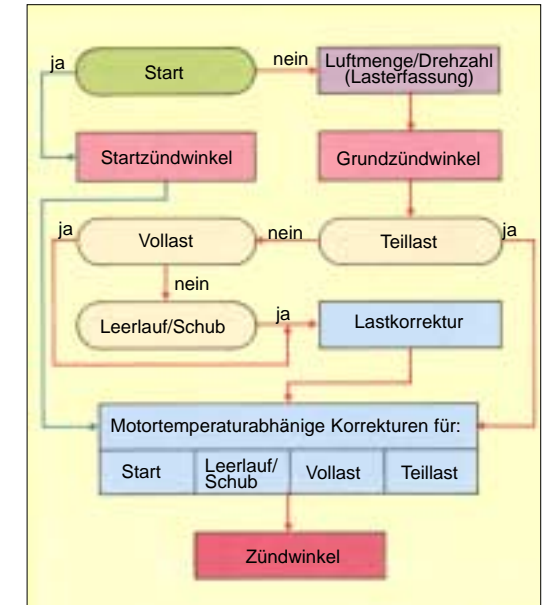 ja
Start
nein
Luftmenge/Drehzahl
(Lasterfassung)
Startzündwinkel
Grundzündwinkel
ja
Vollast
nein
Teillast
ja
nein
Leerlauf/Schub
ja
Lastkorrektur
Motortemperaturabhänige Korrekturen für:
Start
Leerlauf/
Schub
Vollast
Teillast
Zündwinkel